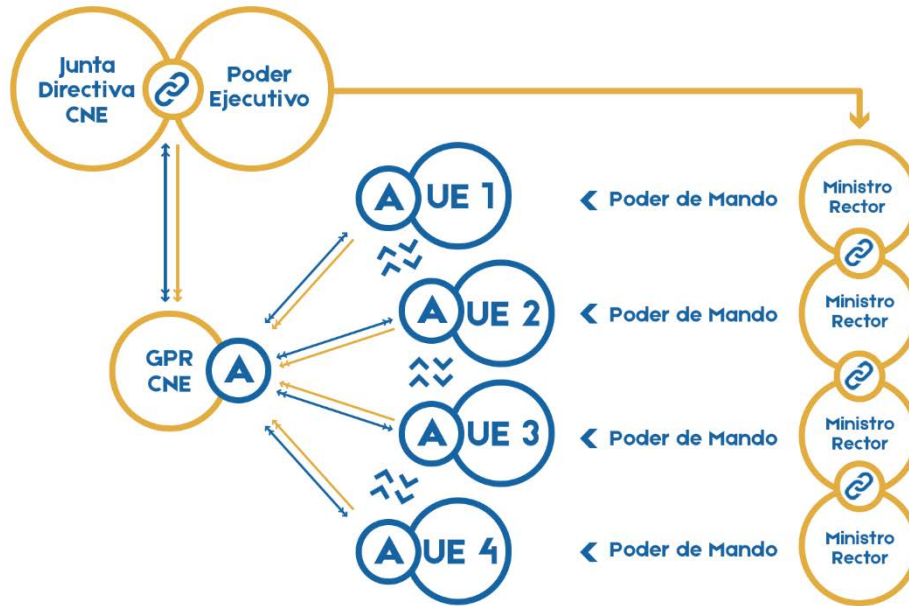 Junta
Directiva
CNE
Poder
Ejecutivo
A UE 1
< Poder de Mando
Ministro
Rector
A UE 2
< Poder de Mando
Ministro
Rector
GPR
CNE
A
A UE 3
< Poder de Mando
Ministro
Rector
A UE 4
< Poder de Mando
Ministro
Rector